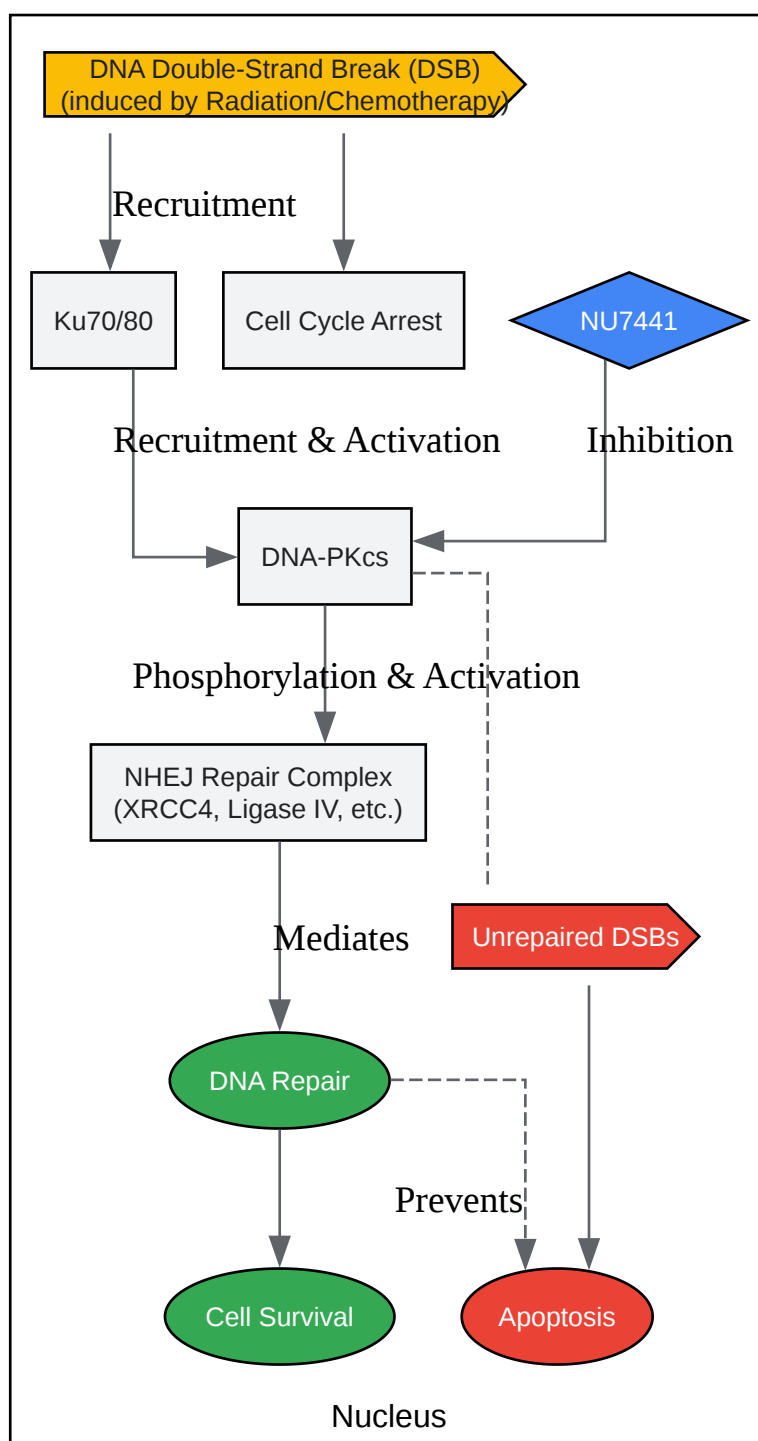 DNA Double-Strand Break (DSB)
(induced by Radiation/Chemotherapy)
Recruitment
Ku70/80
Cell Cycle Arrest
NU7441
Recruitment & Activation
Inhibition
DNA-PKcs
Phosphorylation & Activation
NHEJ Repair Complex
(XRCC4, Ligase IV, etc.)
Mediates
Unrepaired DSBs
DNA Repair
Prevents
Cell Survival
Apoptosis
Nucleus